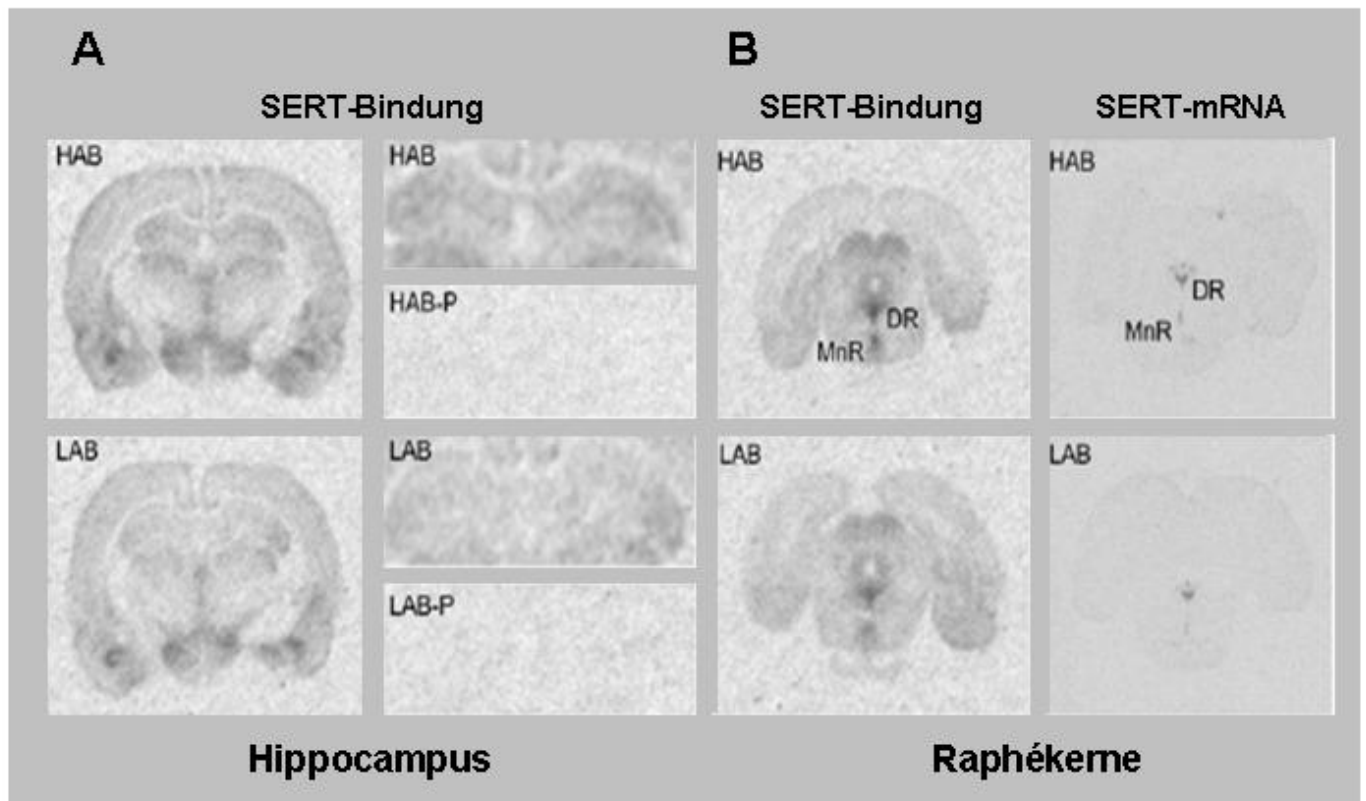 A
B
SERT-Bindung
SERT-Bindung
SERT-mRNA
HAB
HAB
HAB
HAB
HAB-P
DR
MnR
DR
MnR
LAB
LAB
LAB
LAB
LAB-P
Hippocampus
Raphékerne